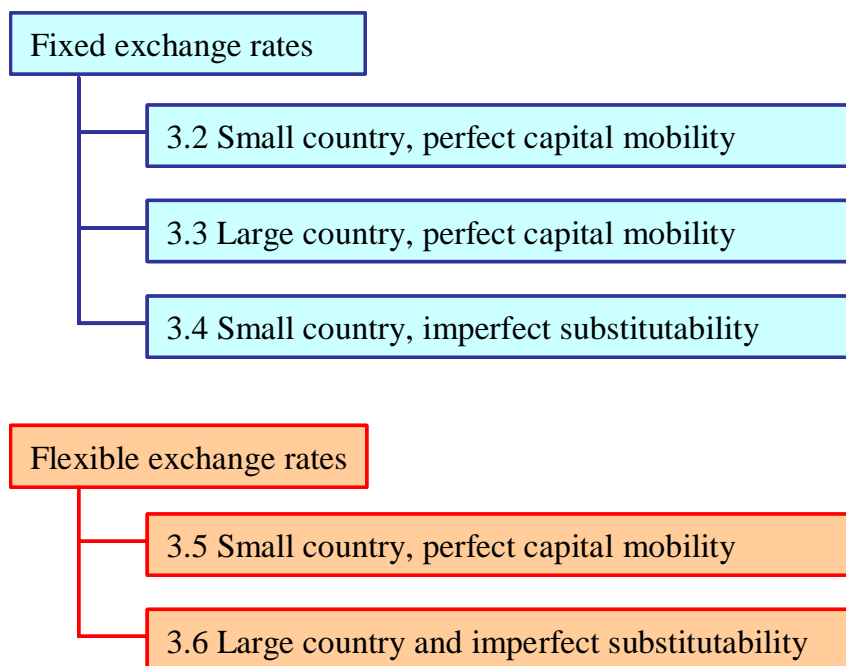 Fixed exchange rates
3.2 Small country, perfect capital mobility
3.3 Large country, perfect capital mobility
3.4 Small country, imperfect substitutability
Flexible exchange rates
3.5 Small country, perfect capital mobility
3.6 Large country and imperfect substitutability